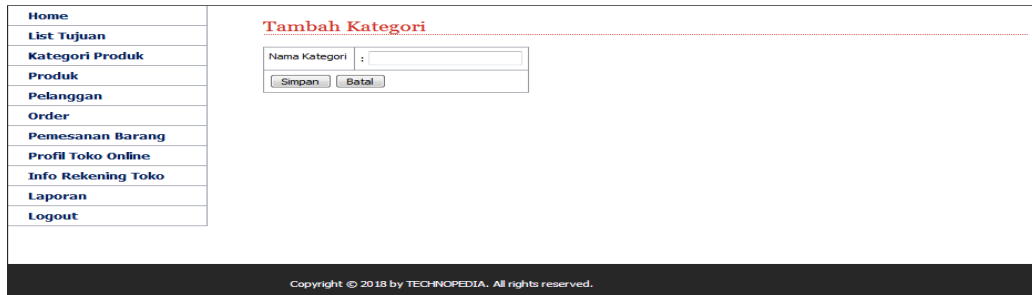 Home
List Tujuan
Kategori Produk
Produk
Pelanggan
Order
Pemesanan Barang
Profil Toko Online
Info Rekening Toko
Laporan
Logout
Tambah Kategori
Nama Kategori :
Simpan Batal
Copyright © 2018 by TECHNOPEDIA. All rights reserved.